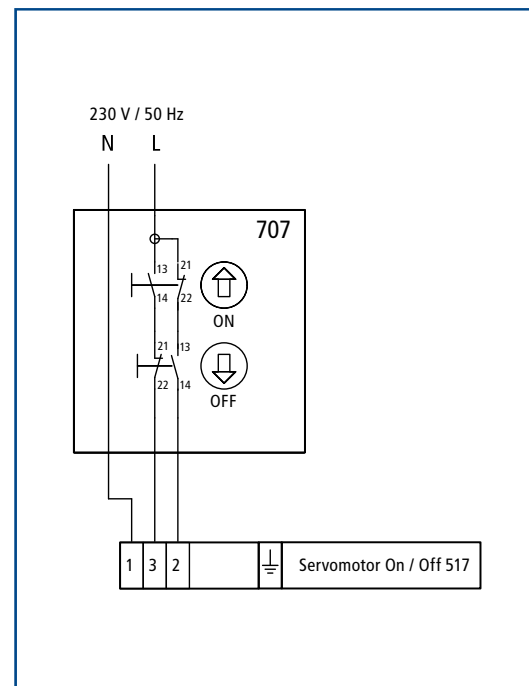 230 V / 50 Hz
N L
707
13 21
14 22
ON
21 13
22 14
OFF
1 3 2 Servomotor On / Off 517